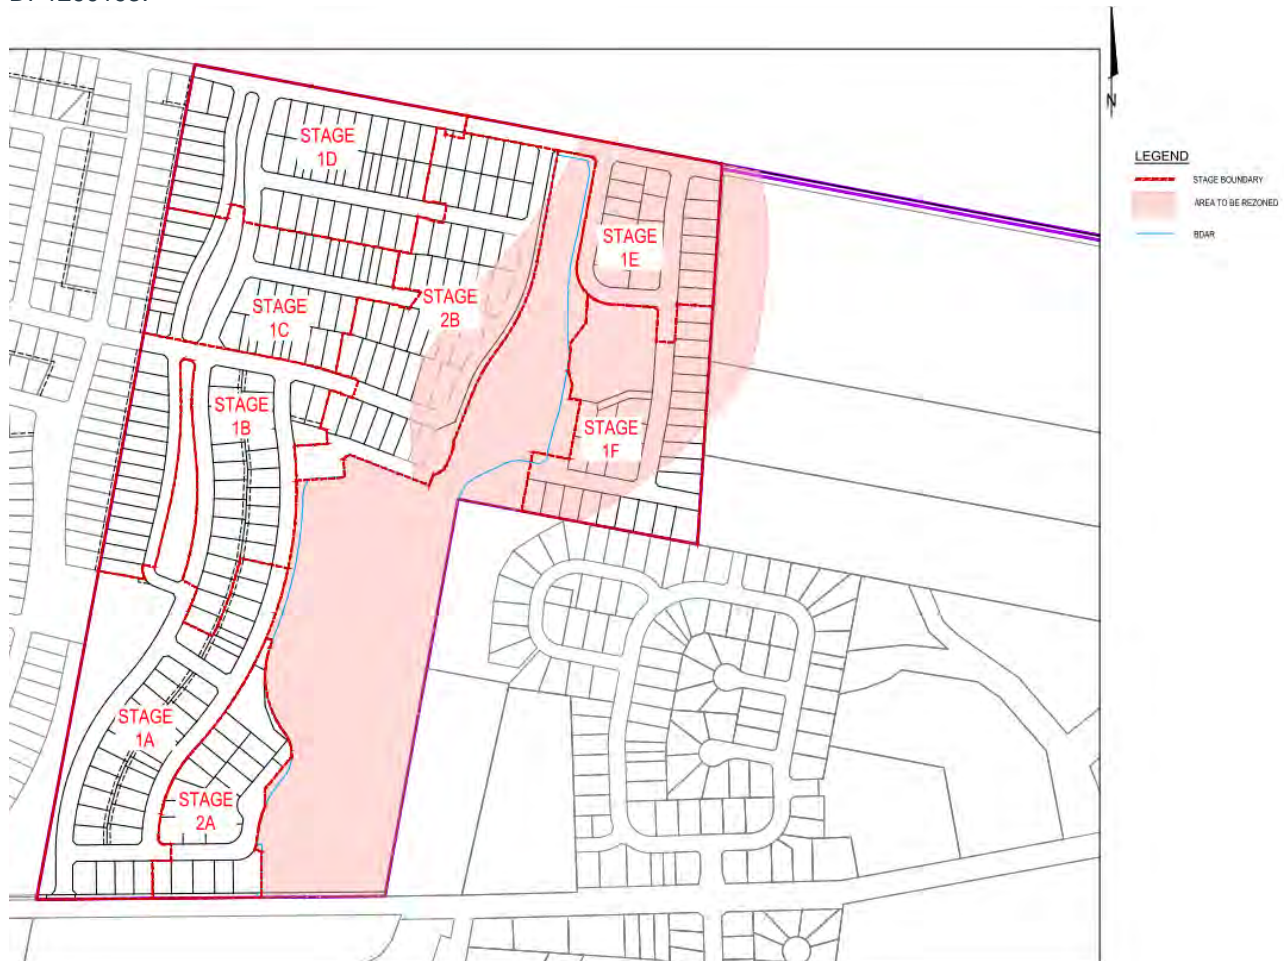 N
LEGEND
STAGE BOUNDARY
AREA TO BE REZONED
BDAR
STAGE
1D
STAGE
1E
STAGE
2B
STAGE
1C
STAGE
1B
STAGE
1F
STAGE
1A
STAGE
2A